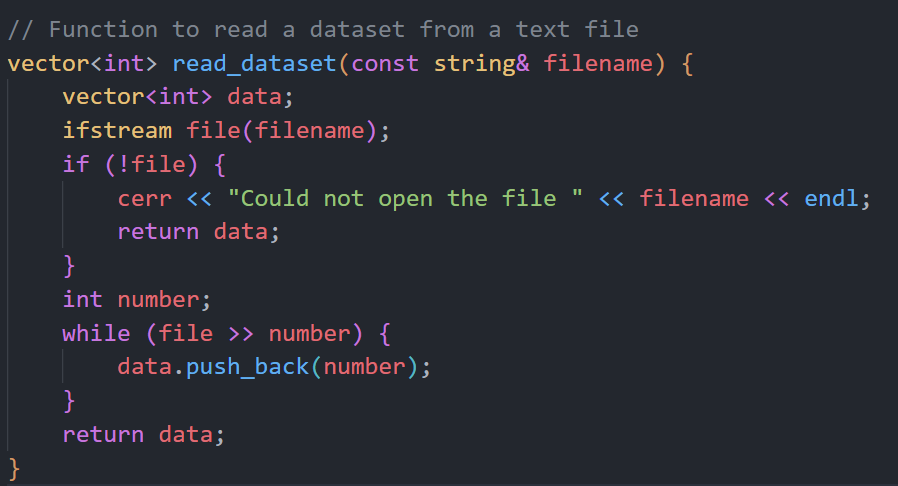 // Function to read a dataset from a text file
vector<int> read_dataset(const string& filename) {
    vector<int> data;
    ifstream file(filename);
    if (!file) {
        cerr << "Could not open the file " << filename << endl;
        return data;
    }
    int number;
    while (file >> number) {
        data.push_back(number);
    }
    return data;
}